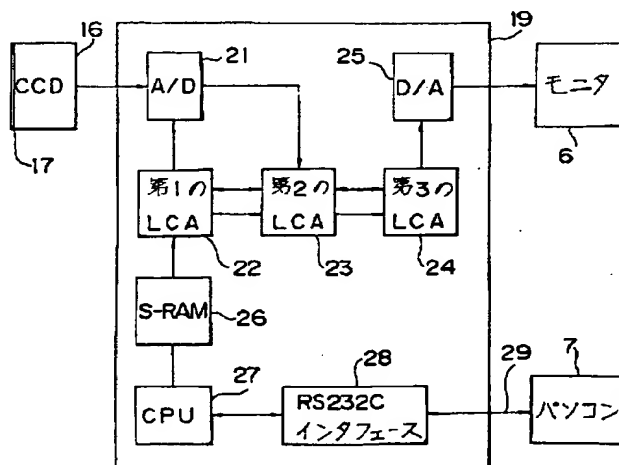 16
21
25
19
CCD
A/D
D/A
モニタ
17
6
第1の
LCA
第2の
LCA
第3の
LCA
22
23
24
S-RAM
26
28
7
27
29
CPU
RS232C
インタフェース
パソコン